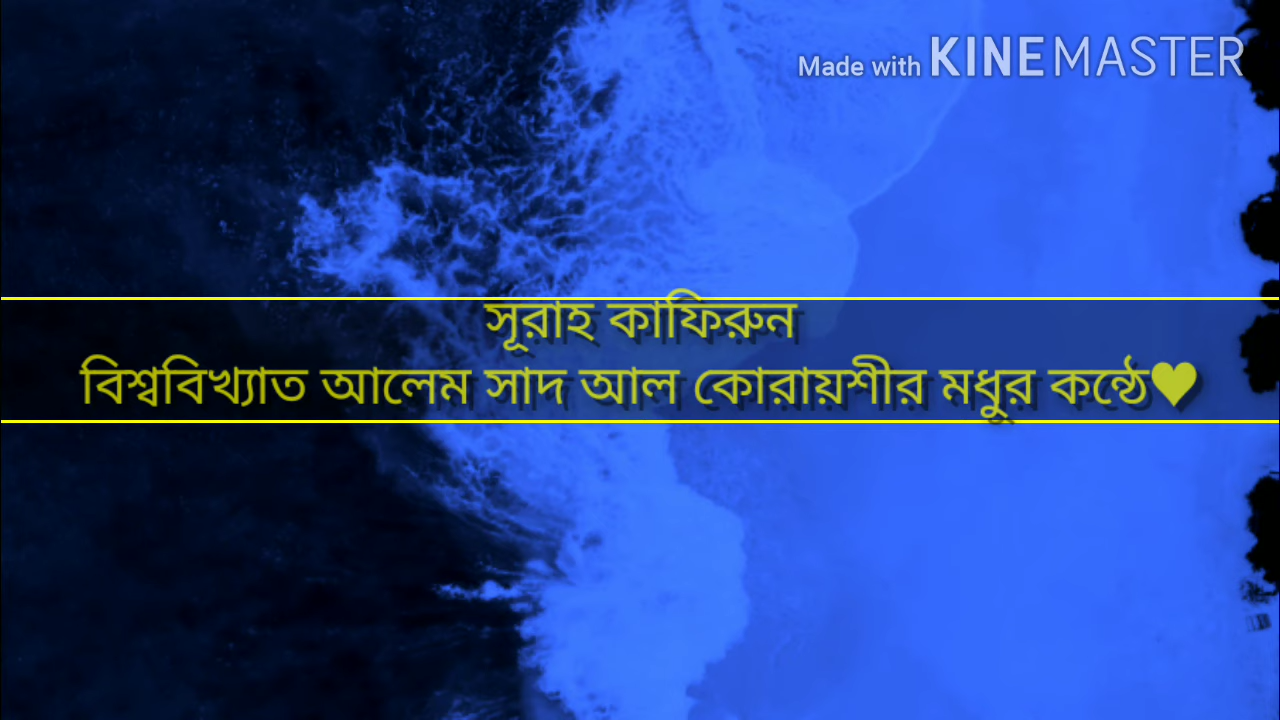 Made with KINEMASTER
সূরাহ কাফিরুন
বিশ্ববিখ্যাত আলেম সাদ আল কোরায়শীর মধুর কন্ঠে♥